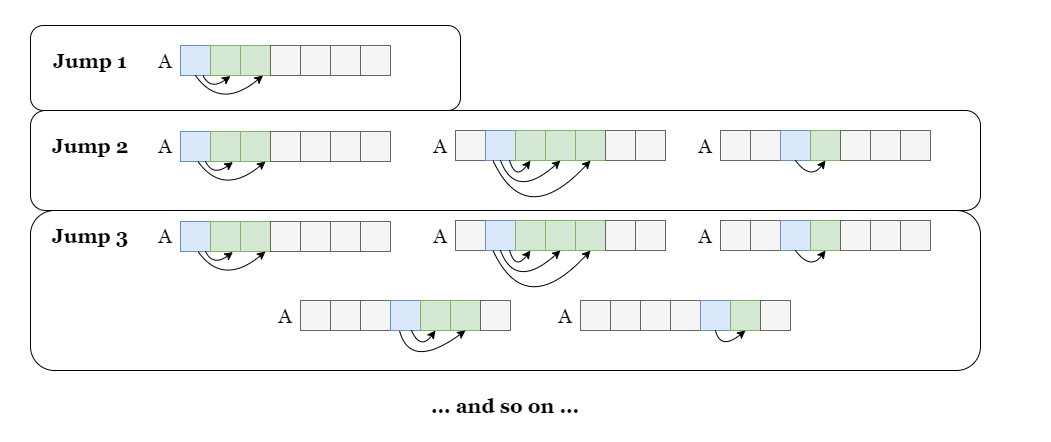 Jump 1 A
Jump 2 A A A
Jump 3 A A A
A A
... and so on ...